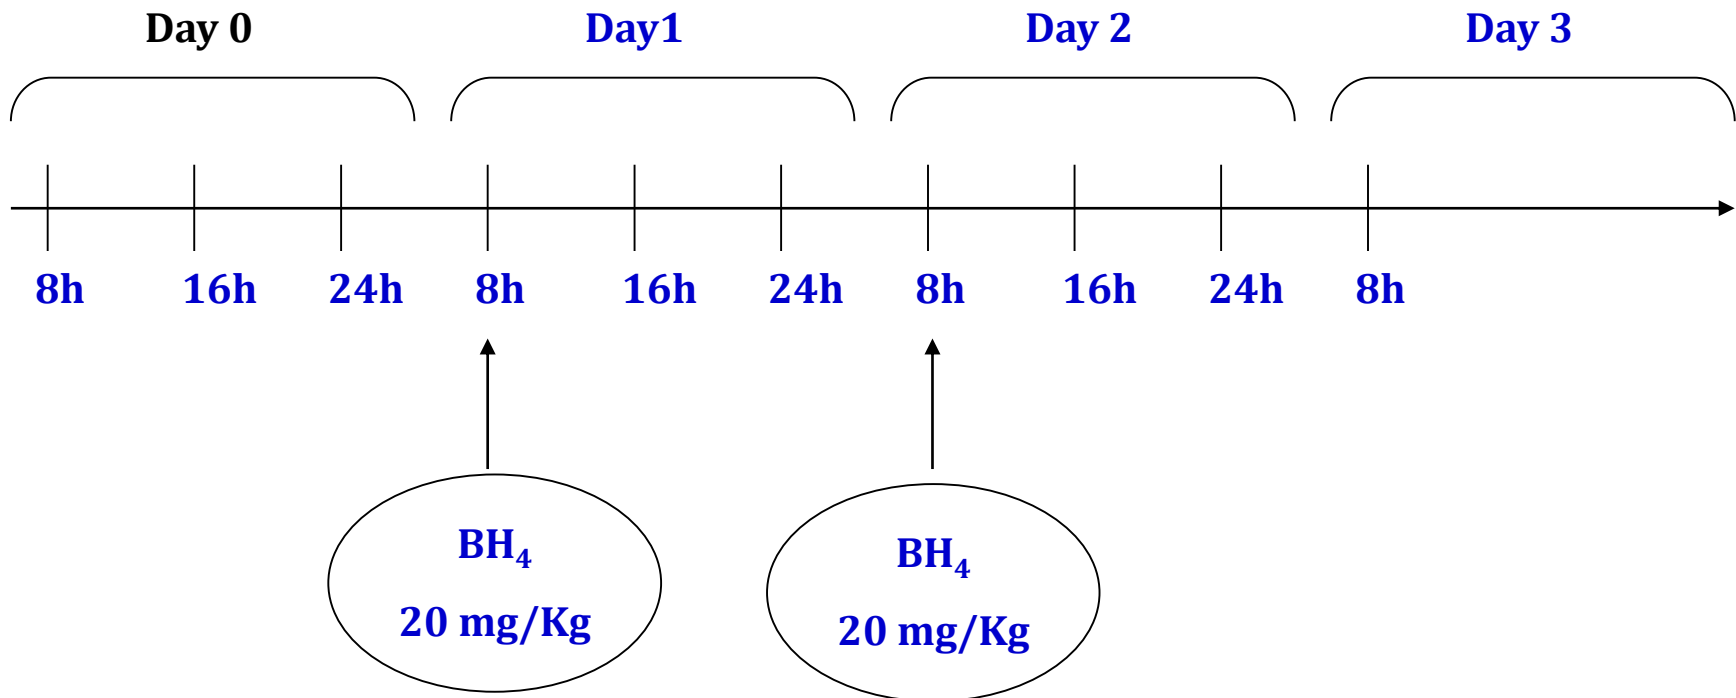 Day 0 Day1 Day 2 Day 3
8h 16h 24h 8h 16h 24h 8h 16h 24h 8h
BH₄
20 mg/Kg
BH₄
20 mg/Kg